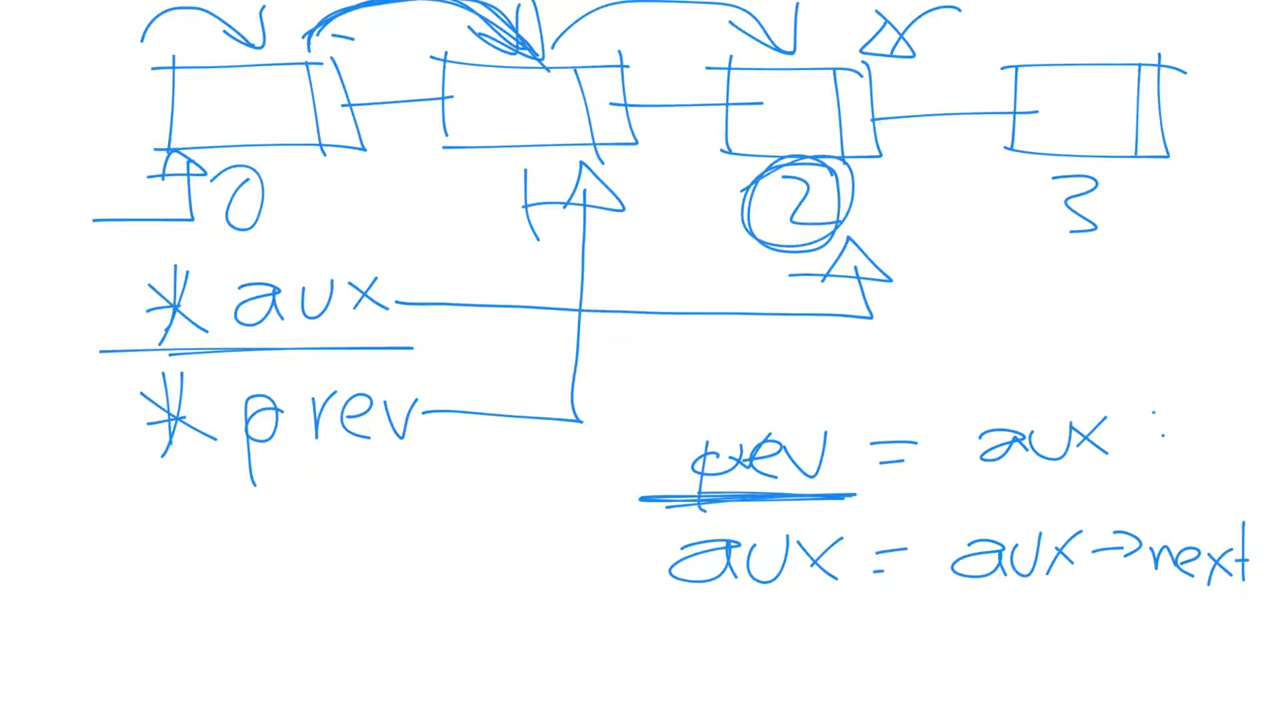 0 1 2 3
* aux
* prev
prev = aux ;
aux = aux->next